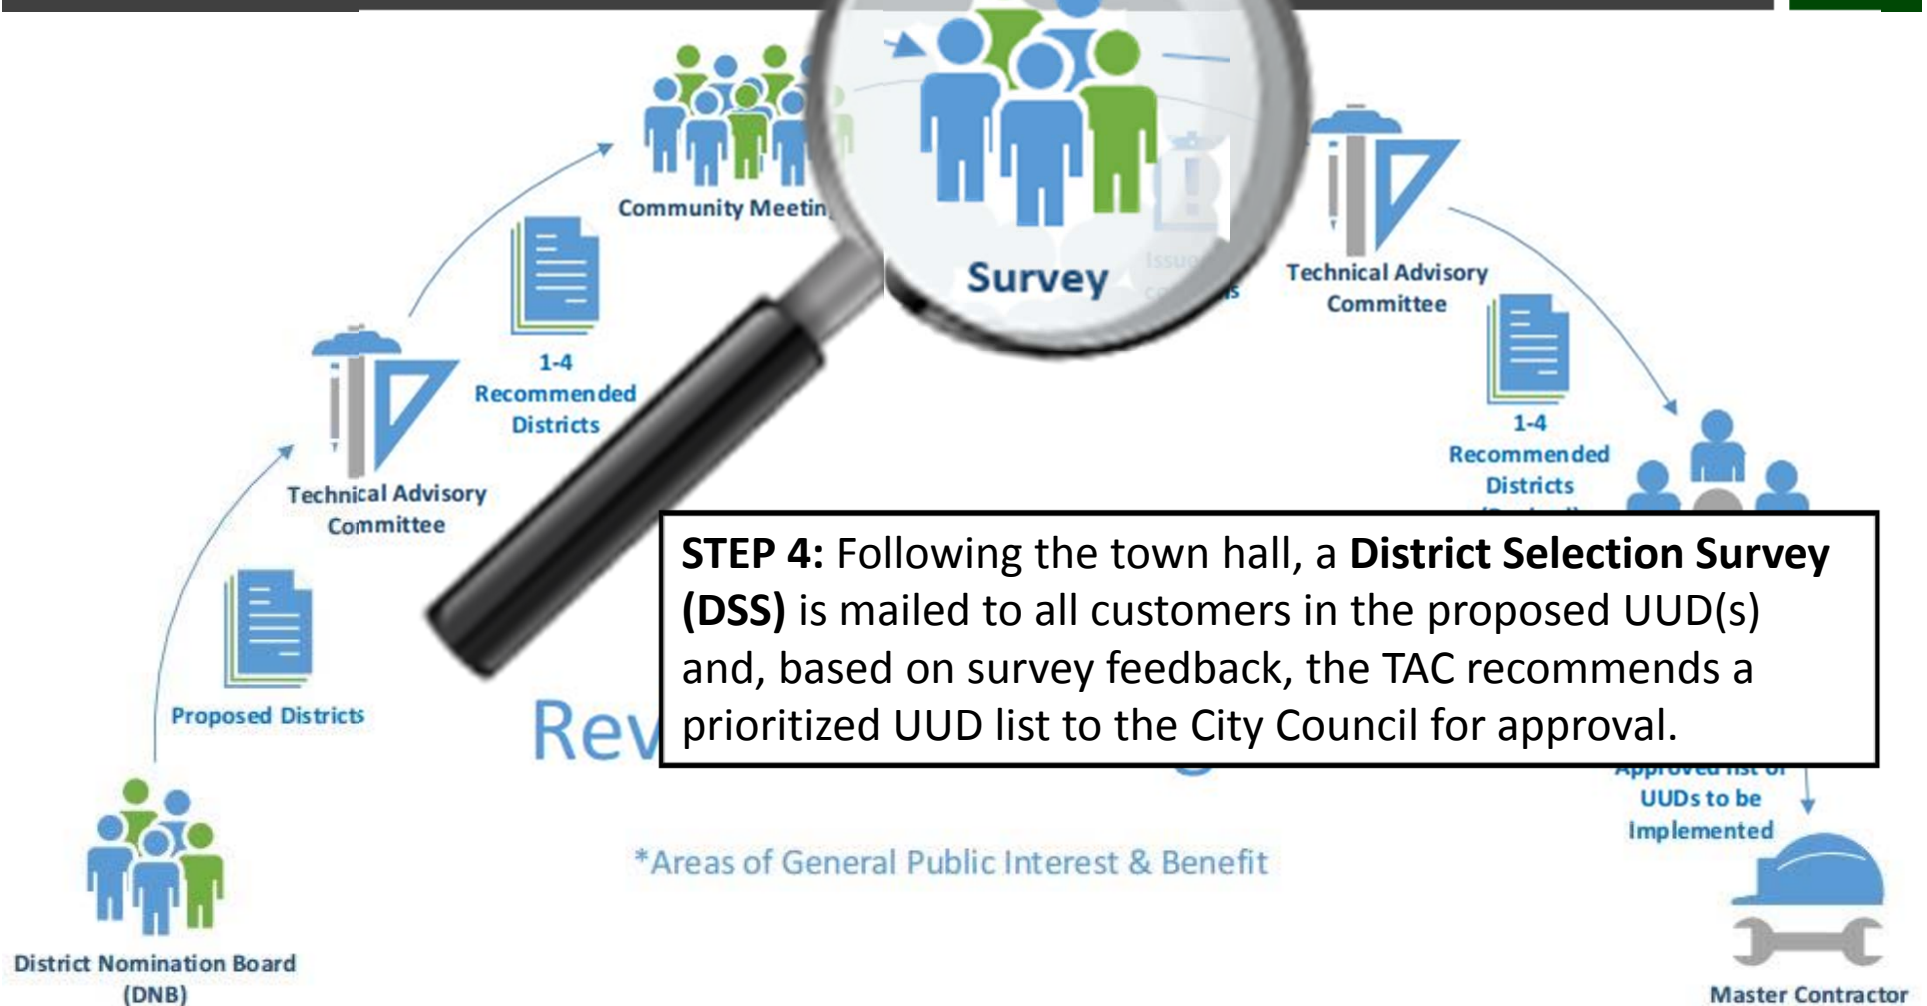 Community Meetin
Survey
Technical Advisory
Committee
1-4
Recommended
Districts
1-4
Recommended
Districts
Technical Advisory
Committee
STEP 4: Following the town hall, a District Selection Survey
(DSS) is mailed to all customers in the proposed UUD(s)
and, based on survey feedback, the TAC recommends a
prioritized UUD list to the City Council for approval.
Proposed Districts
Rev
Approved list of
UUDs to be
Implemented
*Areas of General Public Interest & Benefit
District Nomination Board
(DNB)
Master Contractor